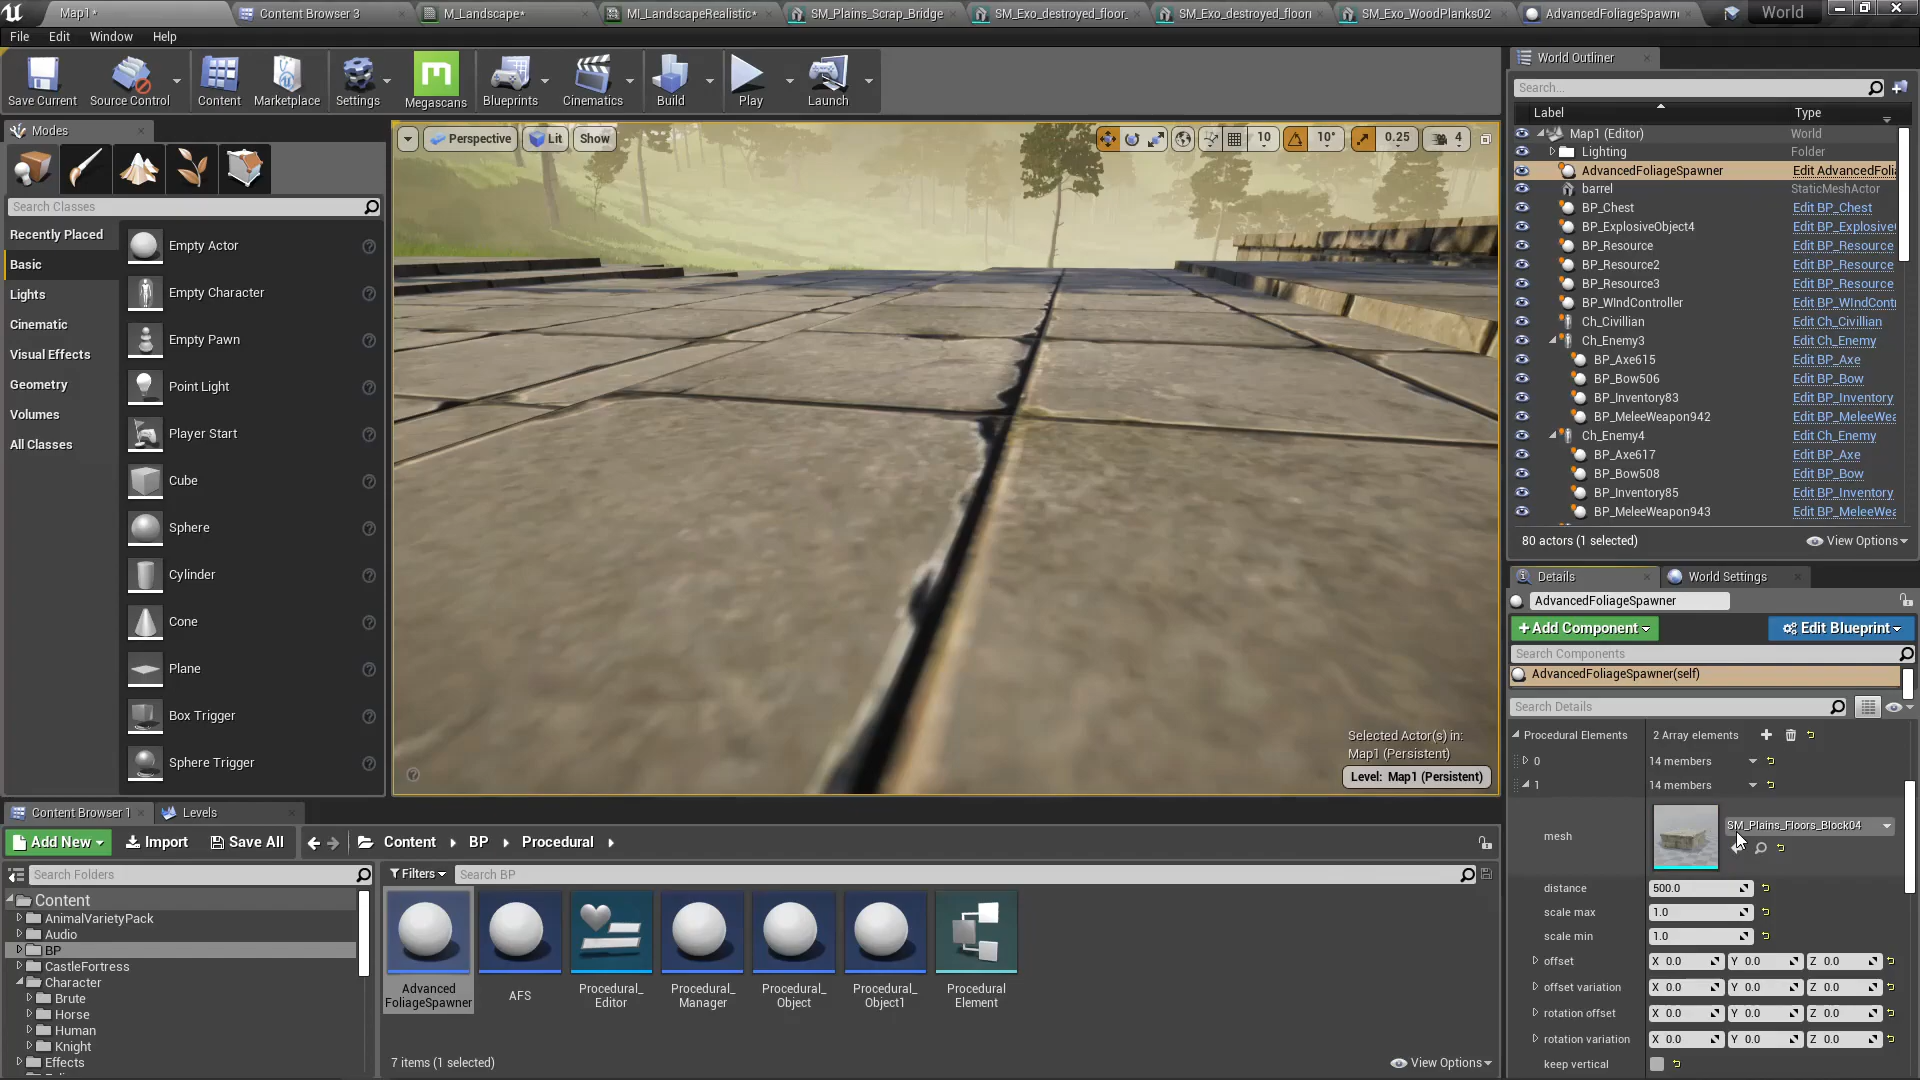 Map1*
Content Browser 3
M_Landscape*
MI_LandscapeRealistic*
SM_Plains_Scrap_Bridge
SM_Exo_destroyed_floor_
SM_Exo_destroyed_floori
SM_Exo_WoodPlanks02
AdvancedFoliageSpawn
World
File Edit Window Help
Save Current
Source Control
Content
Marketplace
Settings
Megascans
Blueprints
Cinematics
Build
Play
Launch
Modes
Search Classes
Recently Placed
Basic
Lights
Cinematic
Visual Effects
Geometry
Volumes
All Classes
Empty Actor
Empty Character
Empty Pawn
Point Light
Player Start
Cube
Sphere
Cylinder
Cone
Plane
Box Trigger
Sphere Trigger
Perspective Lit Show
10 10° 0.25 4
Selected Actor(s) in:
Map1 (Persistent)
Level: Map1 (Persistent)
World Outliner
Search...
Label Type
Map1 (Editor) World
Lighting Folder
AdvancedFoliageSpawner Edit AdvancedFoli
barrel StaticMeshActor
BP_Chest Edit BP_Chest
BP_ExplosiveObject4 Edit BP_Explosive
BP_Resource Edit BP_Resource
BP_Resource2 Edit BP_Resource
BP_Resource3 Edit BP_Resource
BP_WIndController Edit BP_WIndContr
Ch_Civillian Edit Ch_Civillian
Ch_Enemy3 Edit Ch_Enemy
BP_Axe615 Edit BP_Axe
BP_Bow506 Edit BP_Bow
BP_Inventory83 Edit BP_Inventory
BP_MeleeWeapon942 Edit BP_MeleeWea
Ch_Enemy4 Edit Ch_Enemy
BP_Axe617 Edit BP_Axe
BP_Bow508 Edit BP_Bow
BP_Inventory85 Edit BP_Inventory
BP_MeleeWeapon943 Edit BP_MeleeWea
80 actors (1 selected) View Options
Details World Settings
AdvancedFoliageSpawner
+Add Component Edit Blueprint
Search Components
AdvancedFoliageSpawner(self)
Search Details
Procedural Elements 2 Array elements
0 14 members
1 14 members
mesh SM_Plains_Floors_Block04
distance 500.0
scale max 1.0
scale min 1.0
offset X 0.0 Y 0.0 Z 0.0
offset variation X 0.0 Y 0.0 Z 0.0
rotation offset X 0.0 Y 0.0 Z 0.0
rotation variation X 0.0 Y 0.0 Z 0.0
keep vertical
Content Browser 1 Levels
Add New Import Save All Content BP Procedural
Search Folders
Filters Search BP
Content
AnimalVarietyPack
Audio
BP
CastleFortress
Character
Brute
Horse
Human
Knight
Effects
Advanced
FoliageSpawner
AFS
Procedural_
Editor
Procedural_
Manager
Procedural_
Object
Procedural_
Object1
Procedural
Element
7 items (1 selected) View Options